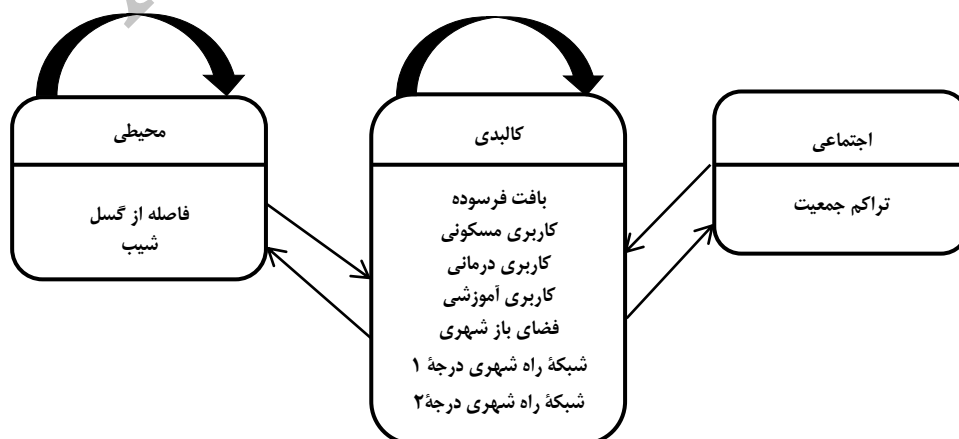 اجتماعی
تراکم جمعیت
کالبدی
بافت فرسوده
کاربری مسکونی
کاربری درمانی
کاربری آموزشی
فضای باز شهری
شبکهٔ راه شهری درجهٔ ۱
شبکهٔ راه شهری درجهٔ۲
محیطی
فاصله از گسل
شیب